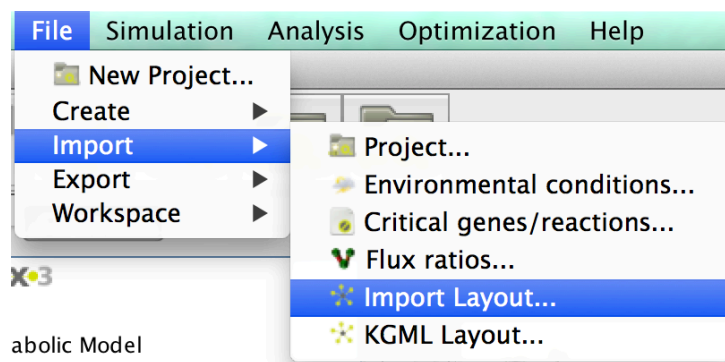 File Simulation Analysis Optimization Help
New Project...
Create
Import
Export
Workspace
Project...
Environmental conditions...
Critical genes/reactions...
Flux ratios...
Import Layout...
KGML Layout...
x•3
abolic Model